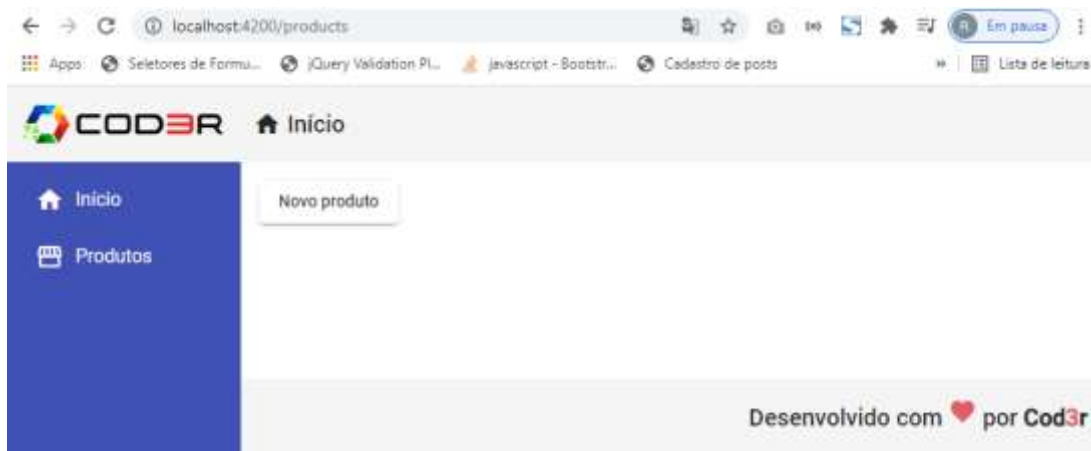 localhost:4200/products
Em pausa
Apps Seletores de Formu... jQuery Validation Pl... javascript - Bootstr... Cadastro de posts » Lista de leitura
COD3R Início
Início
Novo produto
Produtos
Desenvolvido com por Cod3r